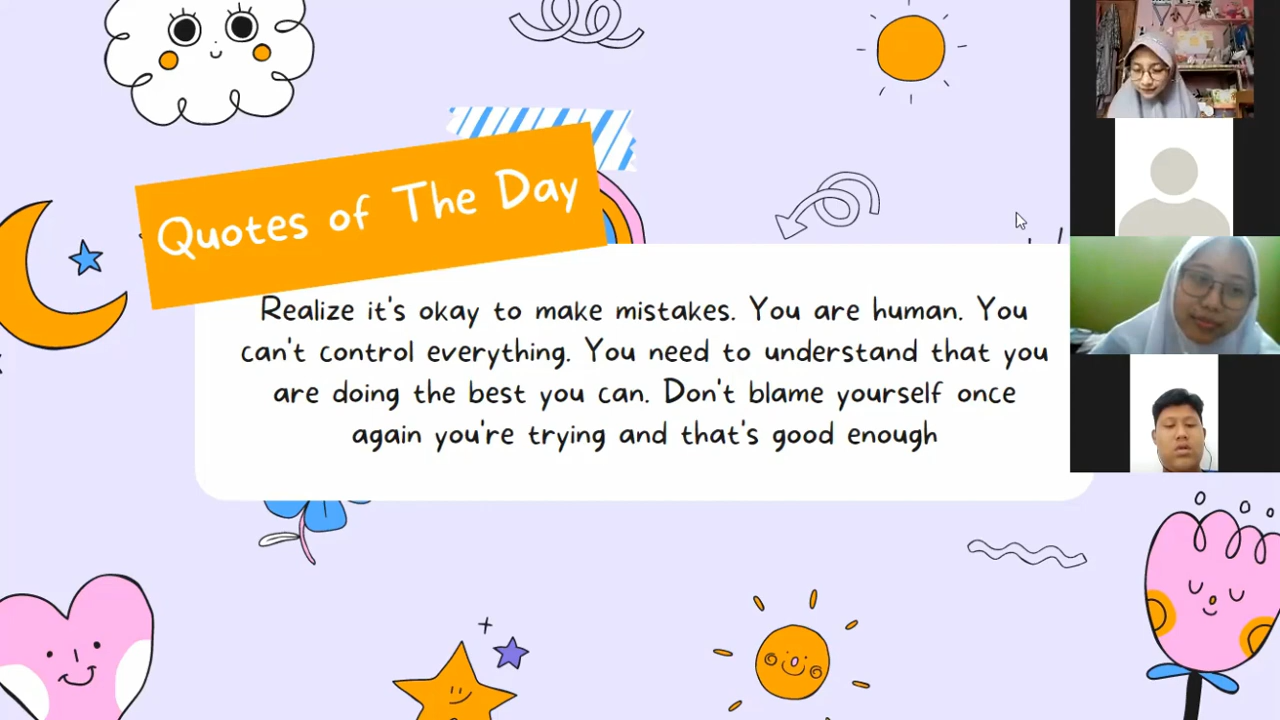 Quotes of The Day
Realize it's okay to make mistakes. You are human. You
can't control everything. You need to understand that you
are doing the best you can. Don't blame yourself once
again you're trying and that's good enough